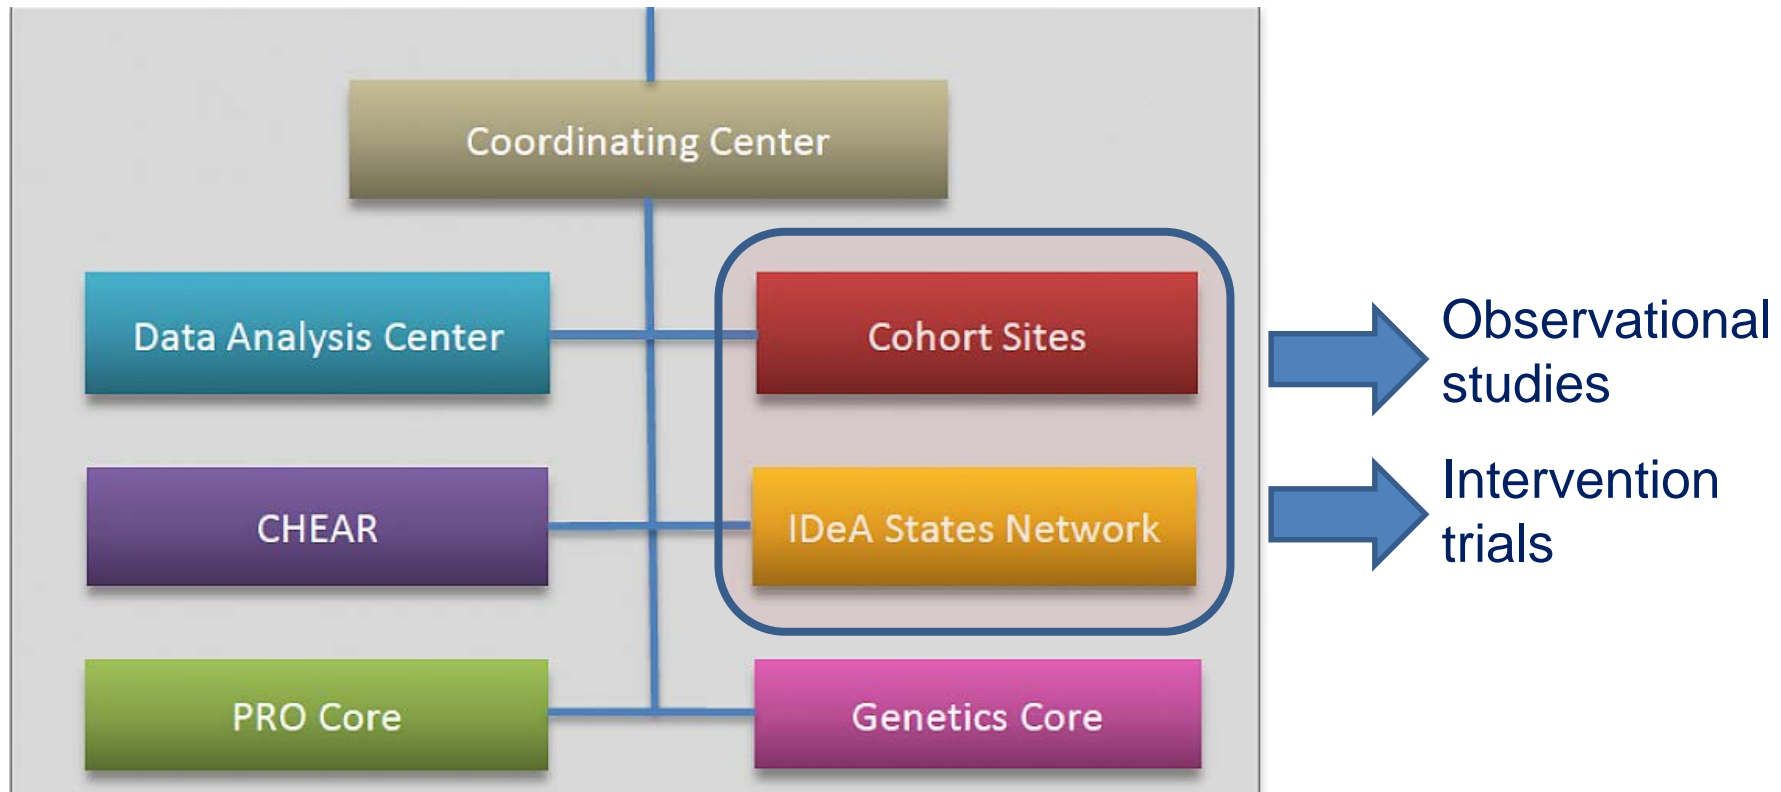 Coordinating Center
Data Analysis Center
Cohort Sites
Observational
studies
CHEAR
IDeA States Network
Intervention
trials
PRO Core
Genetics Core